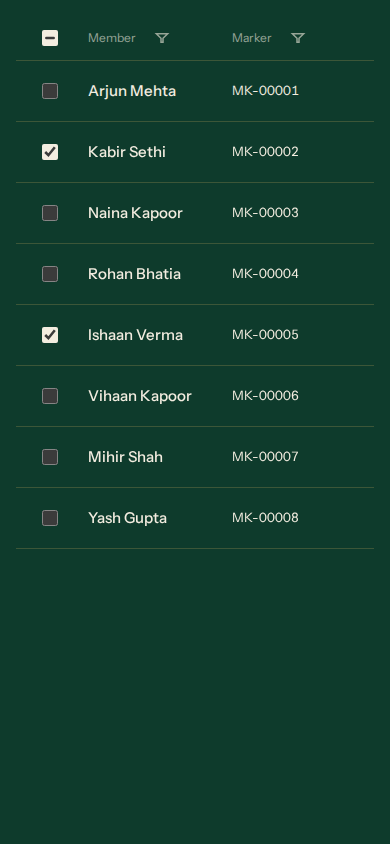 Member Marker
Arjun Mehta MK-00001
Kabir Sethi MK-00002
Naina Kapoor MK-00003
Rohan Bhatia MK-00004
Ishaan Verma MK-00005
Vihaan Kapoor MK-00006
Mihir Shah MK-00007
Yash Gupta MK-00008